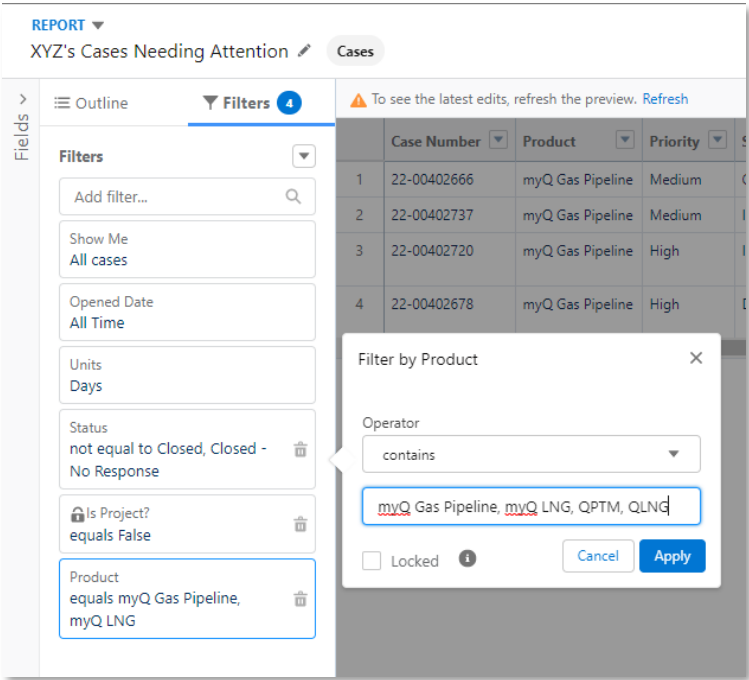 REPORT
XYZ's Cases Needing Attention
Cases
Fields
Outline
Filters 4
To see the latest edits, refresh the preview. Refresh
Filters
Add filter...
Show Me
All cases
Opened Date
All Time
Units
Days
Status
not equal to Closed, Closed -
No Response
Is Project?
equals False
Product
equals myQ Gas Pipeline,
myQ LNG
Case Number Product Priority
1 22-00402666 myQ Gas Pipeline Medium
2 22-00402737 myQ Gas Pipeline Medium
3 22-00402720 myQ Gas Pipeline High
4 22-00402678 myQ Gas Pipeline High
Filter by Product
Operator
contains
myQ Gas Pipeline, myQ LNG, QPTM, QLNG
Locked
Cancel
Apply